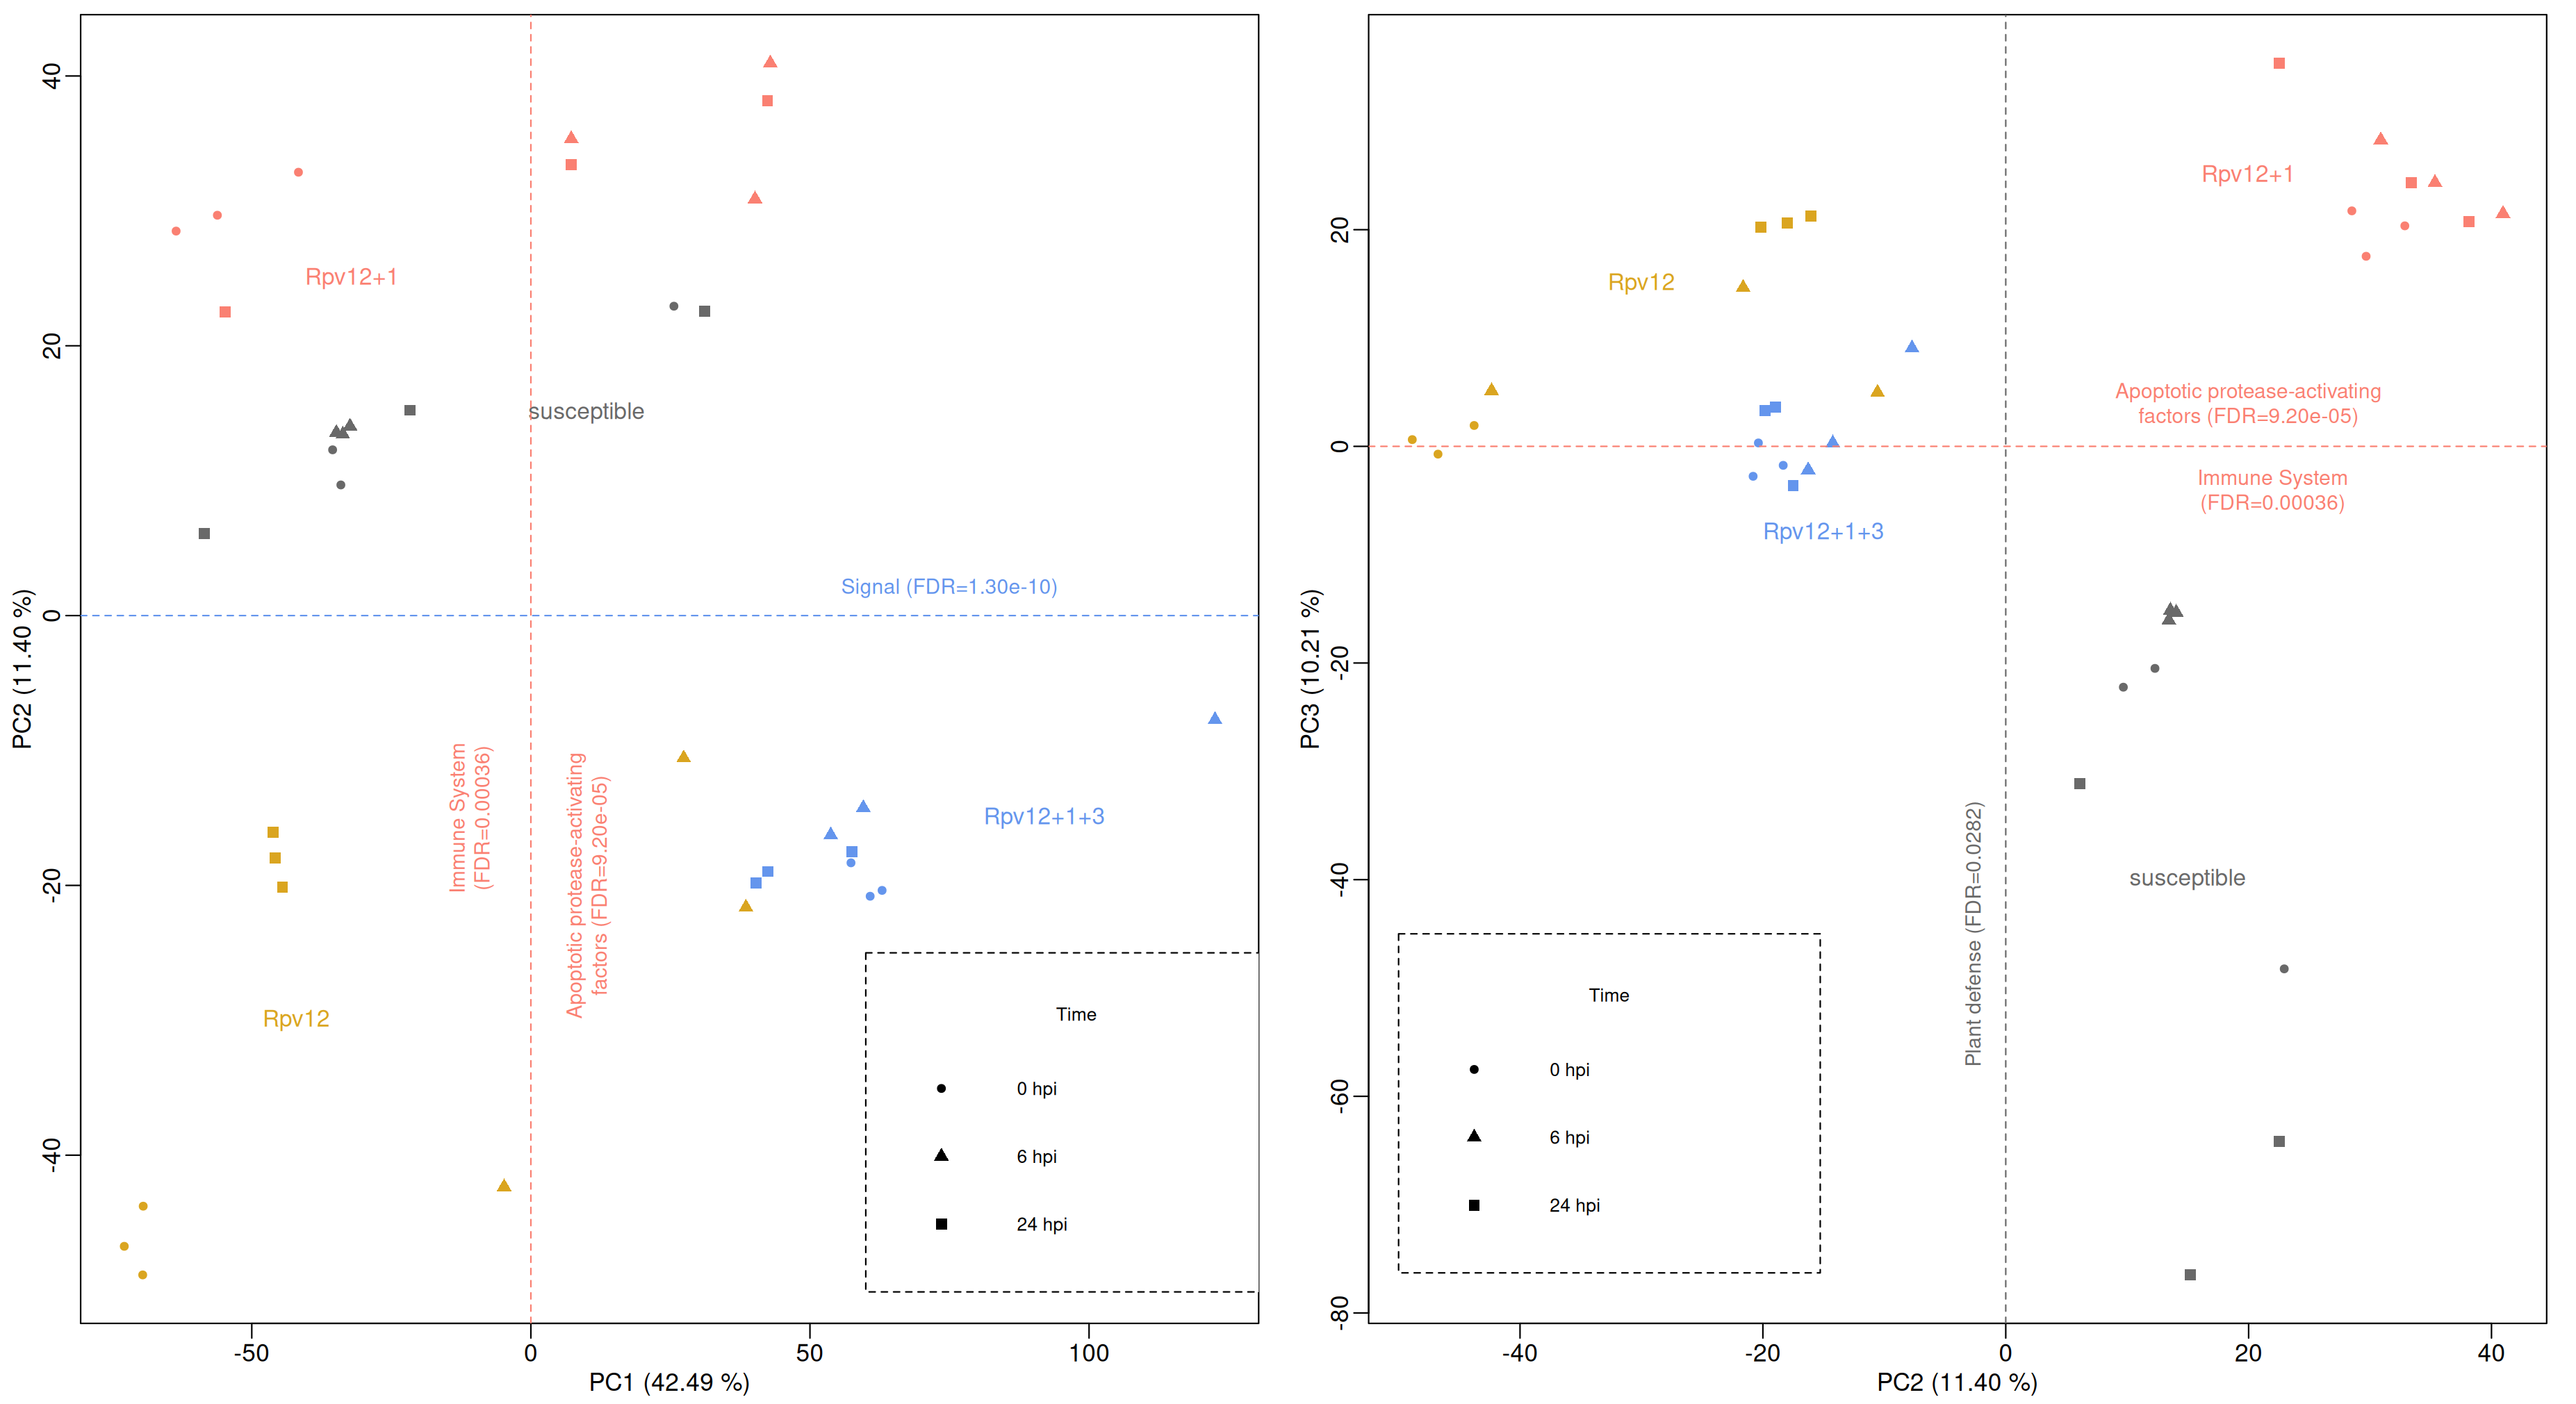 40
20
0
-20
-40
PC2 (11.40 %)
Rpv12+1
susceptible
Signal (FDR=1.30e-10)
Immune System
(FDR=0.00036)
Apoptotic protease-activating
factors (FDR=9.20e-05)
Rpv12+1+3
Rpv12
Time
0 hpi
6 hpi
24 hpi
-50
0
50
100
PC1 (42.49 %)
20
0
-20
-40
-60
-80
PC3 (10.21 %)
Rpv12+1
Rpv12
Apoptotic protease-activating
factors (FDR=9.20e-05)
Immune System
(FDR=0.00036)
Rpv12+1+3
Plant defense (FDR=0.0282)
susceptible
Time
0 hpi
6 hpi
24 hpi
-40
-20
0
20
40
PC2 (11.40 %)